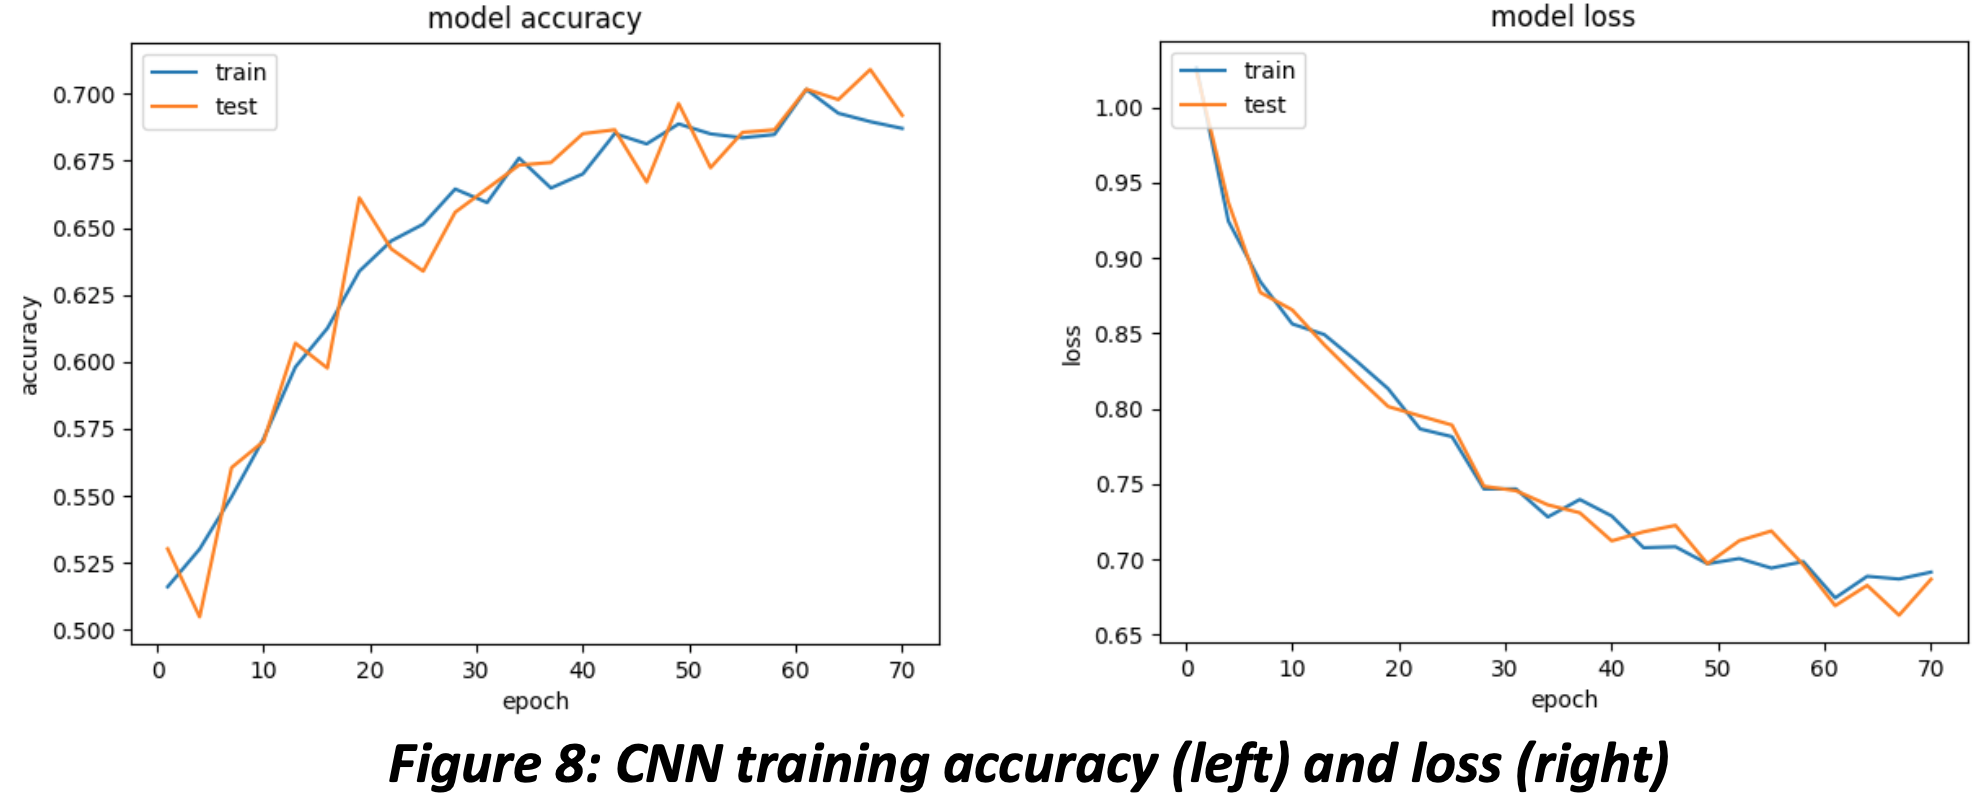 model accuracy
train
test
0.700
0.675
0.650
0.625
0.600
0.575
0.550
0.525
0.500
accuracy
0 10 20 30 40 50 60 70
epoch
model loss
train
test
1.00
0.95
0.90
0.85
0.80
0.75
0.70
0.65
loss
0 10 20 30 40 50 60 70
epoch
Figure 8: CNN training accuracy (left) and loss (right)